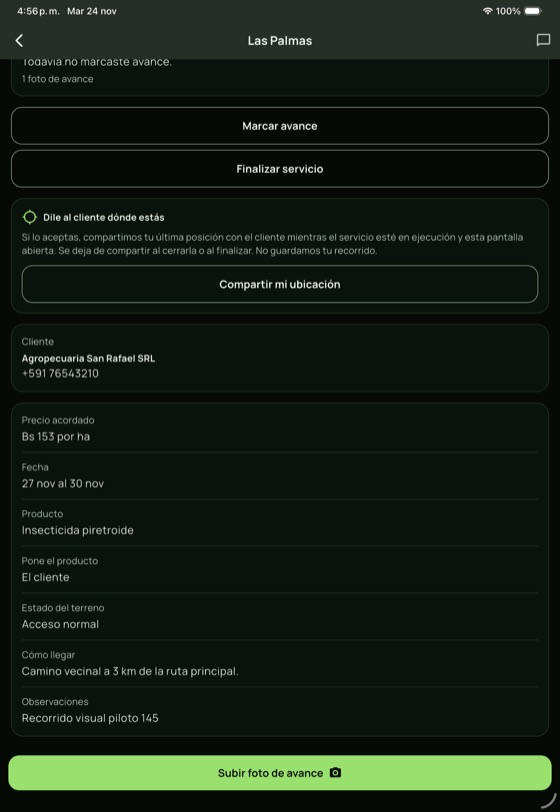 4:56 p. m. Mar 24 nov
100%
Las Palmas
Todavía no marcaste avance.
1 foto de avance
Marcar avance
Finalizar servicio
Dile al cliente dónde estás
Si lo aceptas, compartimos tu última posición con el cliente mientras el servicio esté en ejecución y esta pantalla
abierta. Se deja de compartir al cerrarla o al finalizar. No guardamos tu recorrido.
Compartir mi ubicación
Cliente
Agropecuaria San Rafael SRL
+591 76543210
Precio acordado
Bs 153 por ha
Fecha
27 nov al 30 nov
Producto
Insecticida piretroide
Pone el producto
El cliente
Estado del terreno
Acceso normal
Cómo llegar
Camino vecinal a 3 km de la ruta principal.
Observaciones
Recorrido visual piloto 145
Subir foto de avance